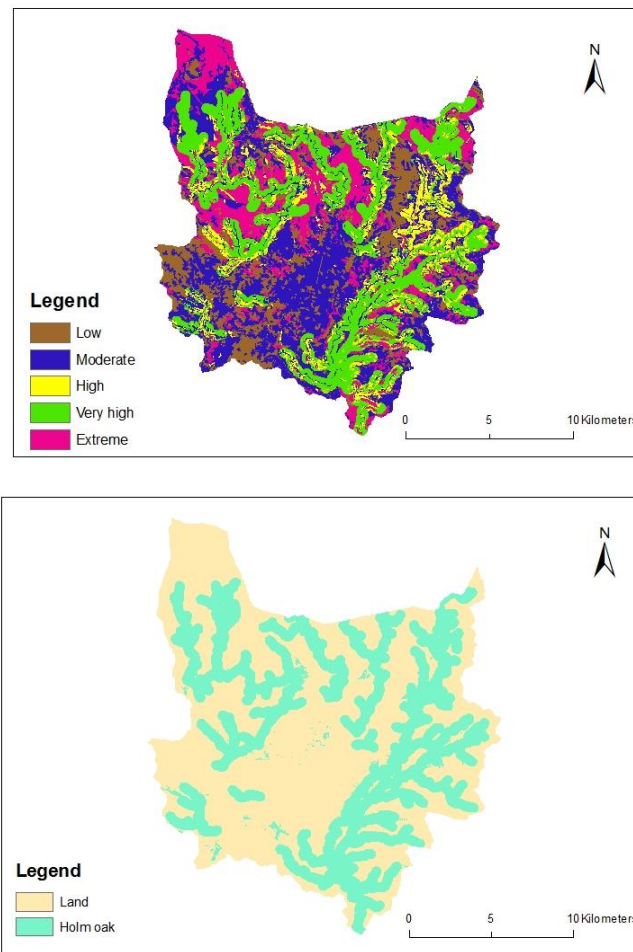 N
Legend
Low
Moderate
High
Very high
Extreme
0 5 10 Kilometers
N
Legend
Land
Holm oak
0 5 10 Kilometers